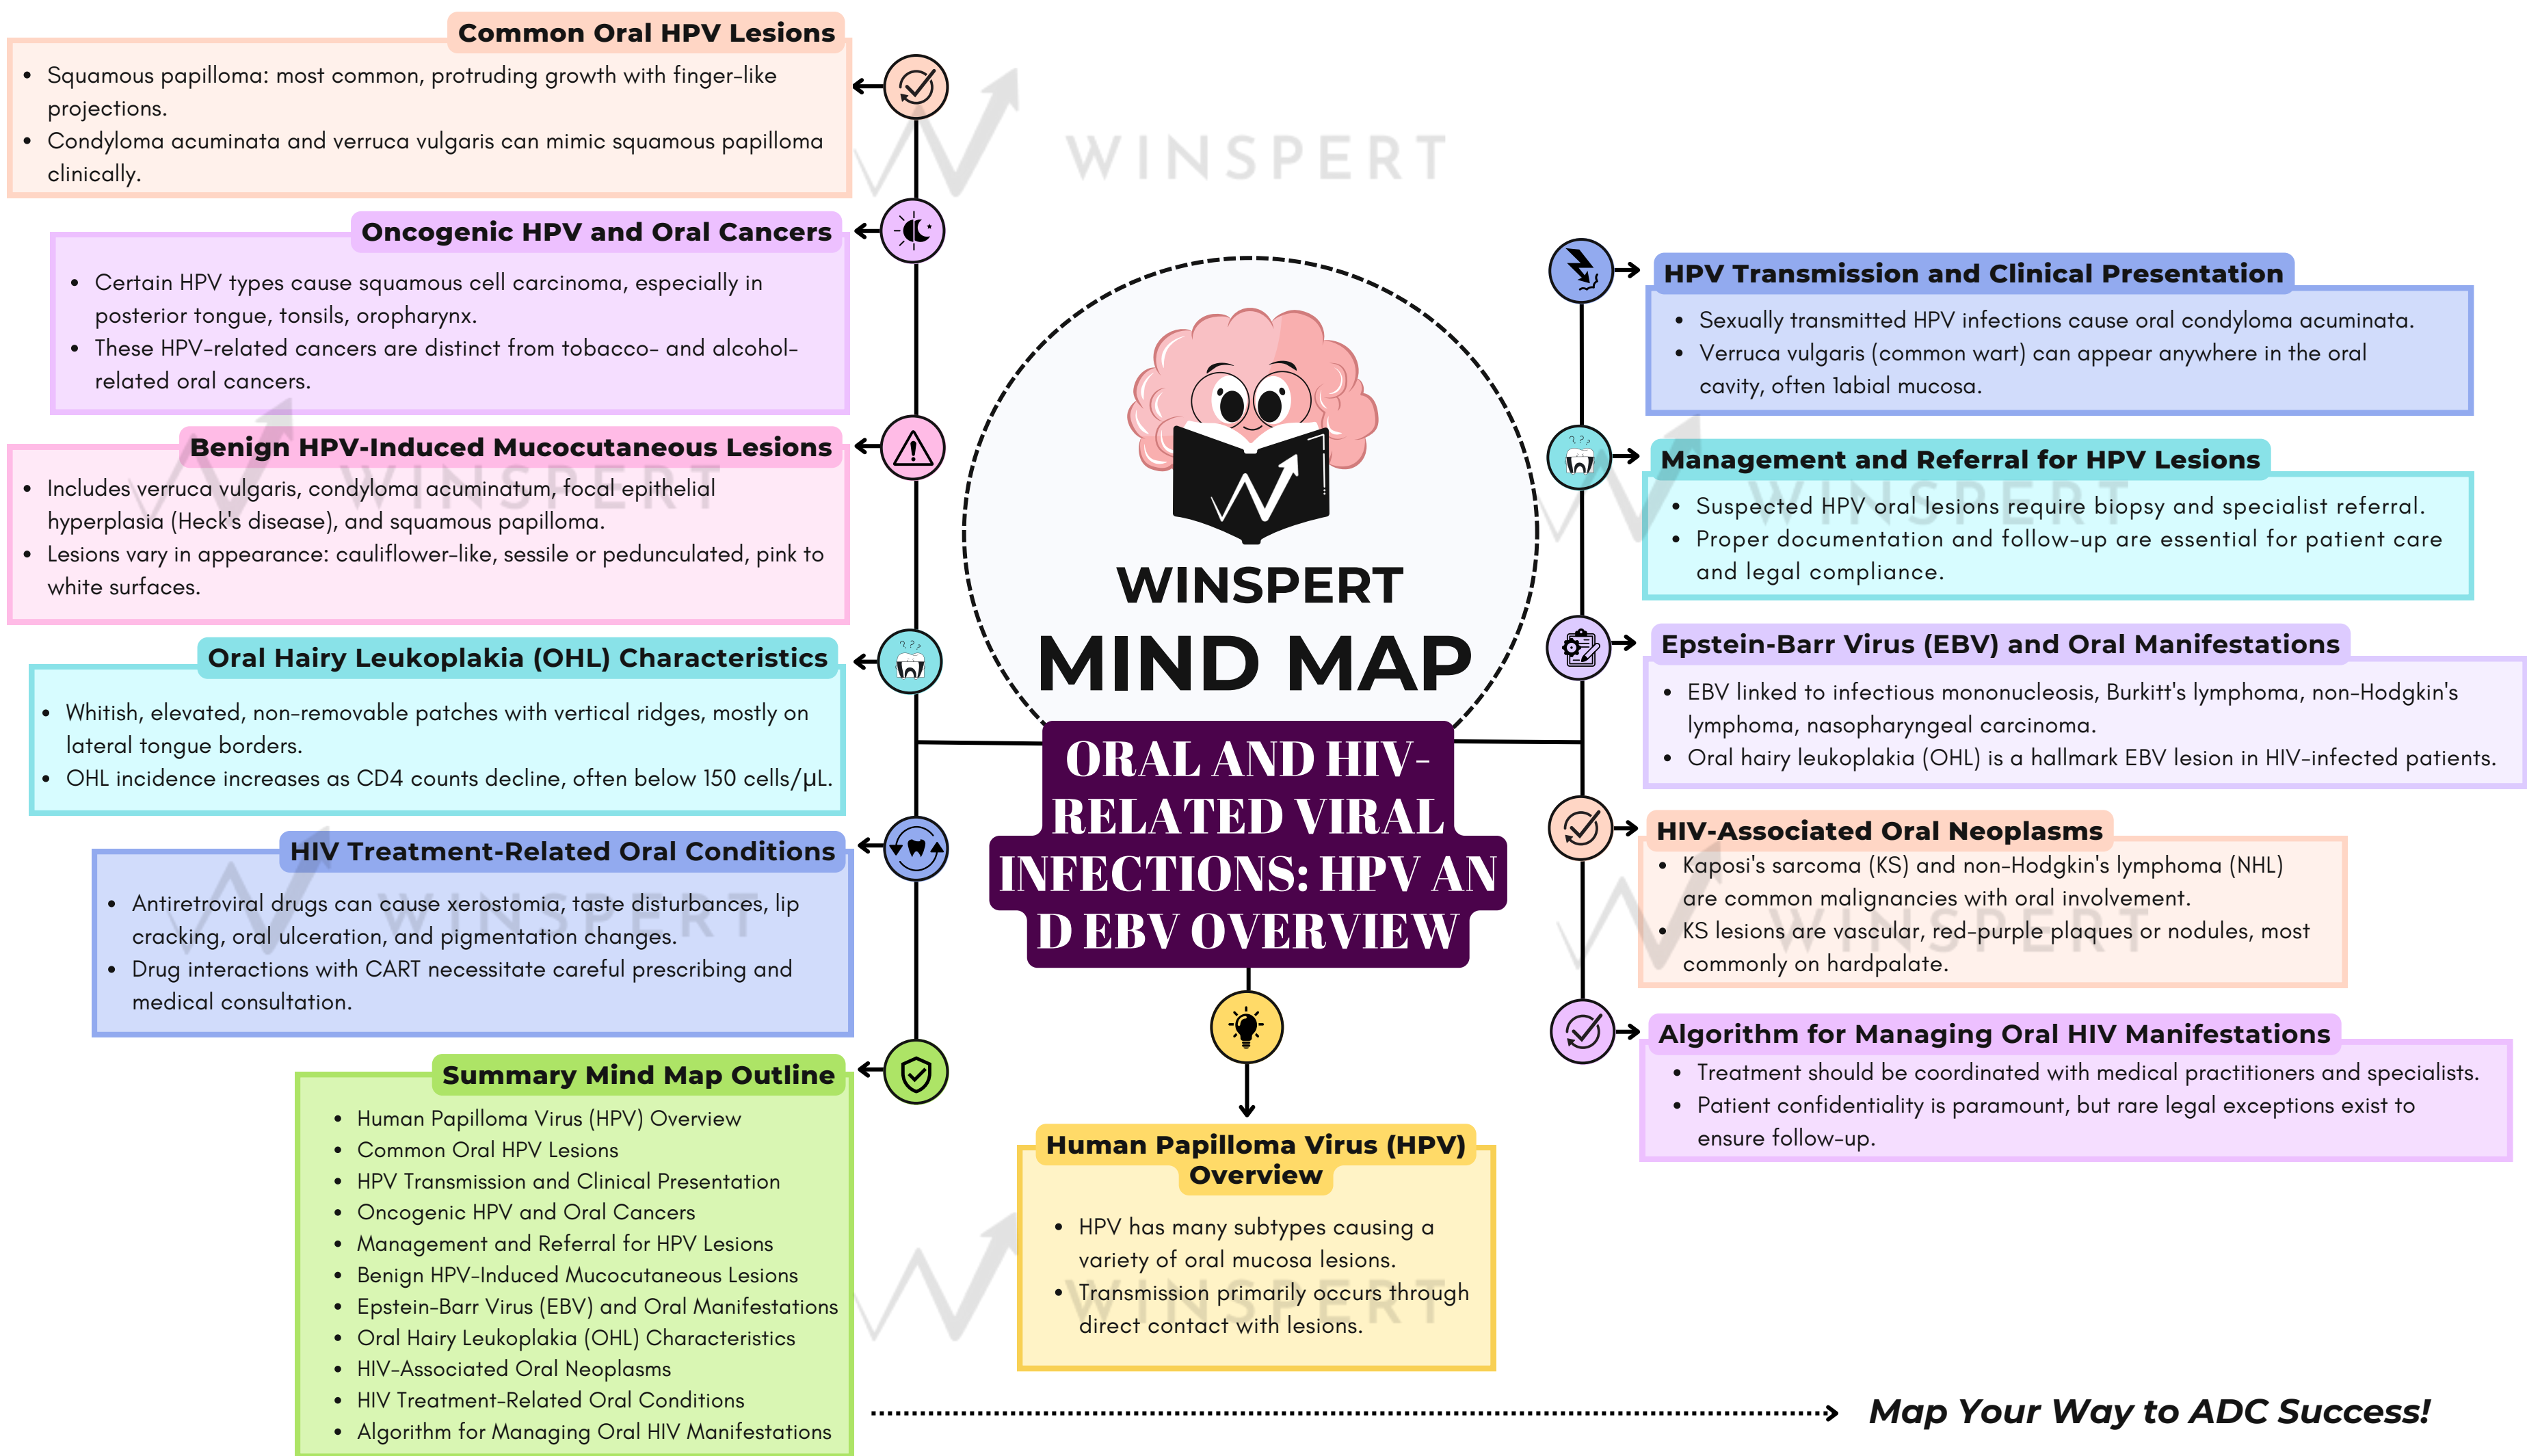 Common Oral HPV Lesions
• Squamous papilloma: most common, protruding growth with finger-like
projections.
• Condyloma acuminata and verruca vulgaris can mimic squamous papilloma
clinically.
Oncogenic HPV and Oral Cancers
• Certain HPV types cause squamous cell carcinoma, especially in
posterior tongue, tonsils, oropharynx.
• These HPV-related cancers are distinct from tobacco- and alcohol-
related oral cancers.
Benign HPV-Induced Mucocutaneous Lesions
• Includes verruca vulgaris, condyloma acuminatum, focal epithelial
hyperplasia (Heck's disease), and squamous papilloma.
• Lesions vary in appearance: cauliflower-like, sessile or pedunculated, pink to
white surfaces.
Oral Hairy Leukoplakia (OHL) Characteristics
• Whitish, elevated, non-removable patches with vertical ridges, mostly on
lateral tongue borders.
• OHL incidence increases as CD4 counts decline, often below 150 cells/µL.
HIV Treatment-Related Oral Conditions
• Antiretroviral drugs can cause xerostomia, taste disturbances, lip
cracking, oral ulceration, and pigmentation changes.
• Drug interactions with CART necessitate careful prescribing and
medical consultation.
Summary Mind Map Outline
• Human Papilloma Virus (HPV) Overview
• Common Oral HPV Lesions
• HPV Transmission and Clinical Presentation
• Oncogenic HPV and Oral Cancers
• Management and Referral for HPV Lesions
• Benign HPV-Induced Mucocutaneous Lesions
• Epstein-Barr Virus (EBV) and Oral Manifestations
• Oral Hairy Leukoplakia (OHL) Characteristics
• HIV-Associated Oral Neoplasms
• HIV Treatment-Related Oral Conditions
• Algorithm for Managing Oral HIV Manifestations
WINSPERT
MIND MAP
ORAL AND HIV-
RELATED VIRAL
INFECTIONS: HPV AN
D EBV OVERVIEW
Human Papilloma Virus (HPV)
Overview
• HPV has many subtypes causing a
variety of oral mucosa lesions.
• Transmission primarily occurs through
direct contact with lesions.
HPV Transmission and Clinical Presentation
• Sexually transmitted HPV infections cause oral condyloma acuminata.
• Verruca vulgaris (common wart) can appear anywhere in the oral
cavity, often 1abial mucosa.
Management and Referral for HPV Lesions
• Suspected HPV oral lesions require biopsy and specialist referral.
• Proper documentation and follow-up are essential for patient care
and legal compliance.
Epstein-Barr Virus (EBV) and Oral Manifestations
• EBV linked to infectious mononucleosis, Burkitt's lymphoma, non-Hodgkin's
lymphoma, nasopharyngeal carcinoma.
• Oral hairy leukoplakia (OHL) is a hallmark EBV lesion in HIV-infected patients.
HIV-Associated Oral Neoplasms
• Kaposi's sarcoma (KS) and non-Hodgkin's lymphoma (NHL)
are common malignancies with oral involvement.
• KS lesions are vascular, red-purple plaques or nodules, most
commonly on hardpalate.
Algorithm for Managing Oral HIV Manifestations
• Treatment should be coordinated with medical practitioners and specialists.
• Patient confidentiality is paramount, but rare legal exceptions exist to
ensure follow-up.
Map Your Way to ADC Success!
WINSPERT
WINSPERT
WINSPERT
WINSPERT
WINSPERT
WINSPERT